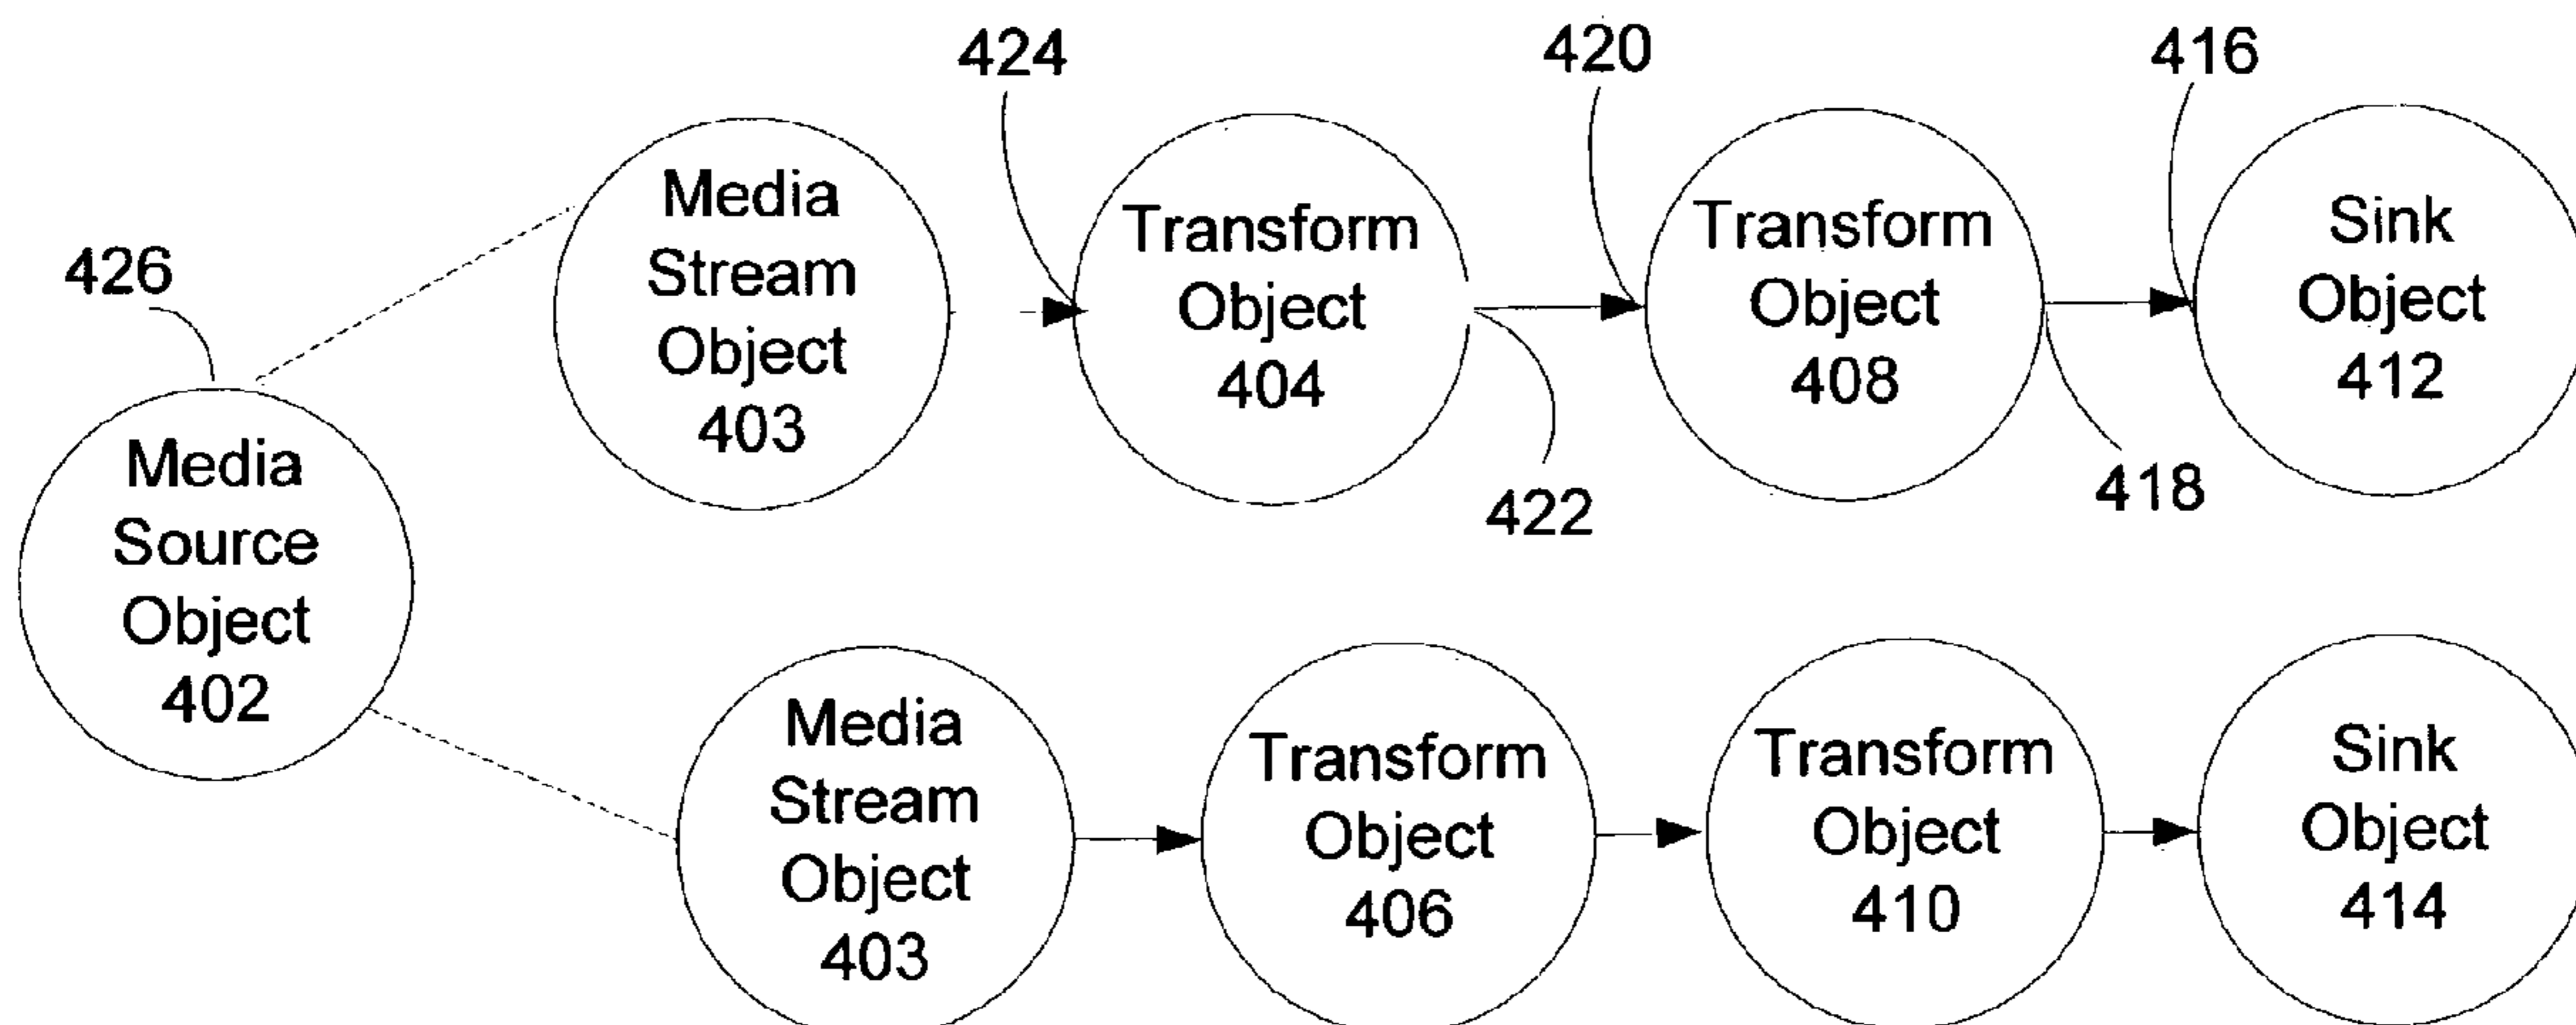 424
420
416
426
Media
Stream
Object
403
Transform
Object
404
Transform
Object
408
Sink
Object
412
422
418
Media
Source
Object
402
Media
Stream
Object
403
Transform
Object
406
Transform
Object
410
Sink
Object
414